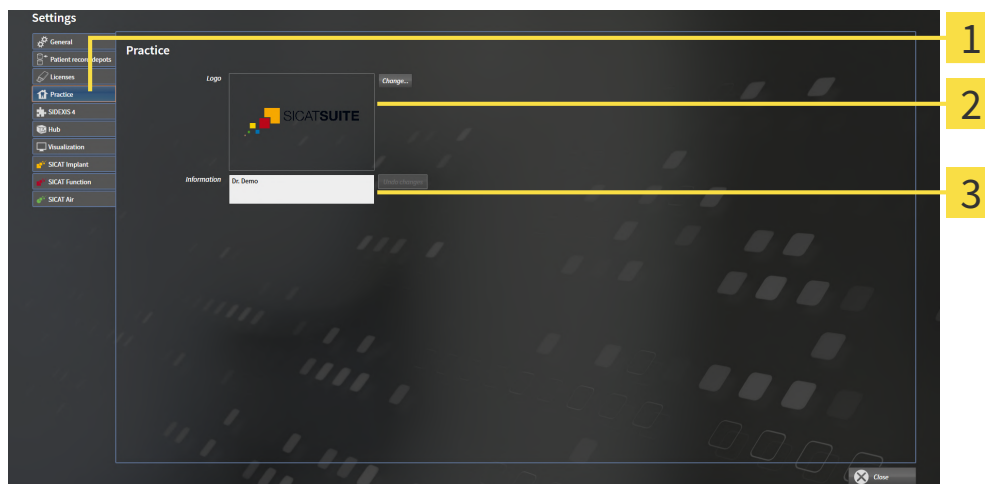 Settings
General
Patient record depots
Licenses
Practice
SIDEXIS 4
Hub
Visualization
SICAT Implant
SICAT Function
SICAT Air
Practice
Logo
SICATSUITE
Change...
Information
Dr. Demo
Close
1
2
3